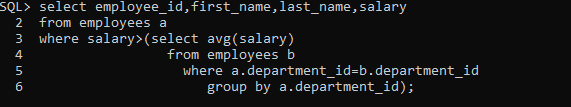 SQL> select employee_id,first_name,last_name,salary
2 from employees a
3 where salary>(select avg(salary)
4 from employees b
5 where a.department_id=b.department_id
6 group by a.department_id);